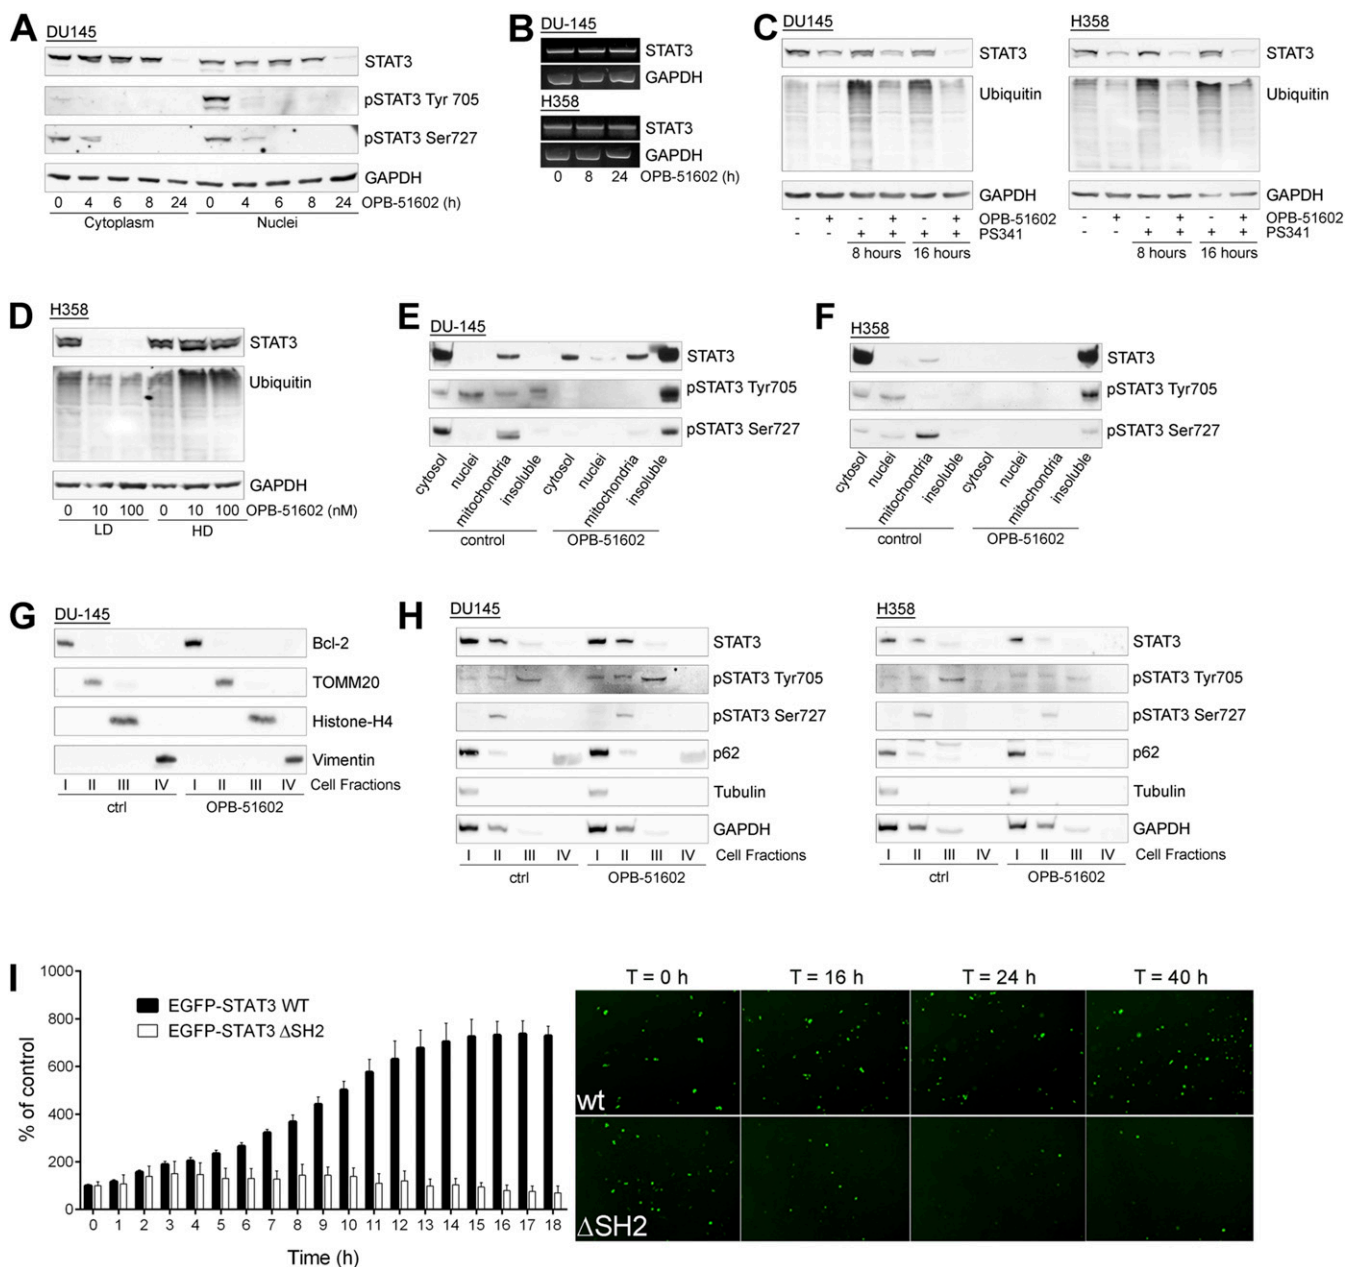 A
DU145
STAT3
pSTAT3 Tyr 705
pSTAT3 Ser727
GAPDH
0 4 6 8 24 0 4 6 8 24 OPB-51602 (h)
Cytoplasm Nuclei
B
DU-145
STAT3
GAPDH
H358
STAT3
GAPDH
0 8 24 OPB-51602 (h)
C
DU145
STAT3
Ubiquitin
GAPDH
- + - + - + OPB-51602
- - + + + + PS341
8 hours 16 hours
H358
STAT3
Ubiquitin
GAPDH
- + - + - + OPB-51602
- - + + + + PS341
8 hours 16 hours
D
H358
STAT3
Ubiquitin
GAPDH
0 10 100 0 10 100 OPB-51602 (nM)
LD HD
E
DU-145
STAT3
pSTAT3 Tyr705
pSTAT3 Ser727
cytosol nuclei mitochondria insoluble cytosol nuclei mitochondria insoluble
control OPB-51602
F
H358
STAT3
pSTAT3 Tyr705
pSTAT3 Ser727
cytosol nuclei mitochondria insoluble cytosol nuclei mitochondria insoluble
control OPB-51602
G
DU-145
Bcl-2
TOMM20
Histone-H4
Vimentin
I II III IV I II III IV Cell Fractions
ctrl OPB-51602
H
DU145
STAT3
pSTAT3 Tyr705
pSTAT3 Ser727
p62
Tubulin
GAPDH
I II III IV I II III IV Cell Fractions
ctrl OPB-51602
H358
STAT3
pSTAT3 Tyr705
pSTAT3 Ser727
p62
Tubulin
GAPDH
I II III IV I II III IV Cell Fractions
ctrl OPB-51602
I
% of control
1000
800
600
400
200
0
EGFP-STAT3 WT
EGFP-STAT3 ΔSH2
0 1 2 3 4 5 6 7 8 9 10 11 12 13 14 15 16 17 18
Time (h)
T = 0 h T = 16 h T = 24 h T = 40 h
wt
ΔSH2